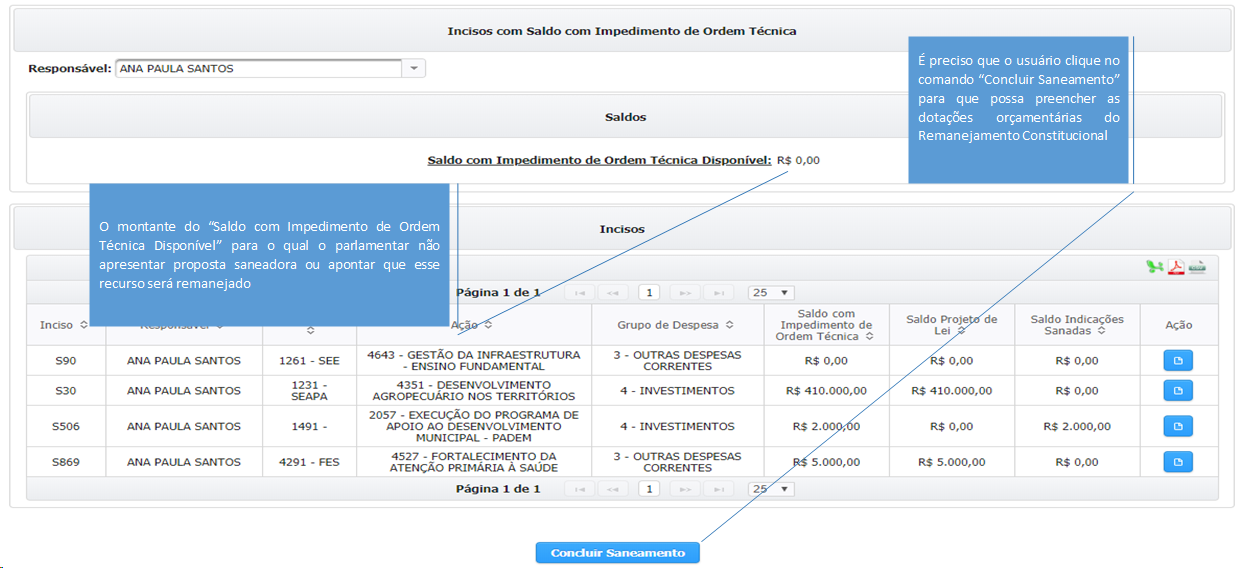 Incisos com Saldo com Impedimento de Ordem Técnica
Responsável: ANA PAULA SANTOS
É preciso que o usuário clique no
comando “Concluir Saneamento”
para que possa preencher as
dotações orçamentárias do
Remanejamento Constitucional
Saldos
Saldo com Impedimento de Ordem Técnica Disponível: R$ 0,00
O montante do “Saldo com Impedimento de Ordem
Técnica Disponível” para o qual o parlamentar não
apresentar proposta saneadora ou apontar que esse
recurso será remanejado
Incisos
Página 1 de 1 1 25
Inciso Responsável Ação Grupo de Despesa Saldo com Impedimento de Ordem Técnica Saldo Projeto de Lei Saldo Indicações Sanadas Ação
S90 ANA PAULA SANTOS 1261 - SEE 4643 - GESTÃO DA INFRAESTRUTURA - ENSINO FUNDAMENTAL 3 - OUTRAS DESPESAS CORRENTES R$ 0,00 R$ 0,00 R$ 0,00
S30 ANA PAULA SANTOS 1231 - SEAPA 4351 - DESENVOLVIMENTO AGROPECUÁRIO NOS TERRITÓRIOS 4 - INVESTIMENTOS R$ 410.000,00 R$ 410.000,00 R$ 0,00
S506 ANA PAULA SANTOS 1491 - 2057 - EXECUÇÃO DO PROGRAMA DE APOIO AO DESENVOLVIMENTO MUNICIPAL - PADEM 4 - INVESTIMENTOS R$ 2.000,00 R$ 0,00 R$ 2.000,00
S869 ANA PAULA SANTOS 4291 - FES 4527 - FORTALECIMENTO DA ATENÇÃO PRIMÁRIA À SAÚDE 3 - OUTRAS DESPESAS CORRENTES R$ 5.000,00 R$ 5.000,00 R$ 0,00
Página 1 de 1 1 25
Concluir Saneamento